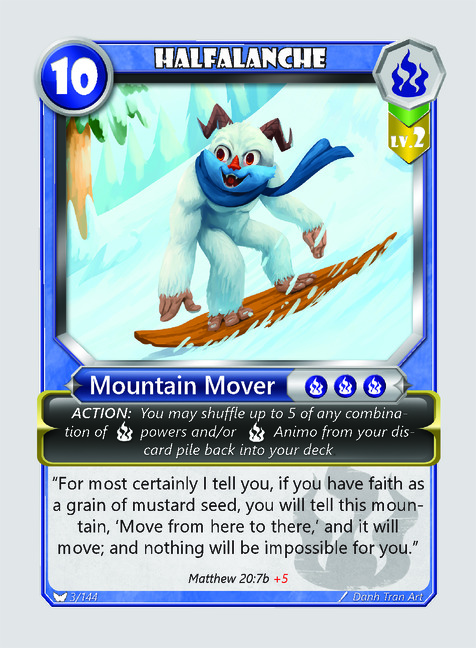 HALFALANCHE
10
LV.2
Mountain Mover
ACTION: You may shuffle up to 5 of any combina-
tion of powers and/or Animo from your dis-
card pile back into your deck
“For most certainly I tell you, if you have faith as
a grain of mustard seed, you will tell this moun-
tain, ‘Move from here to there,’ and it will
move; and nothing will be impossible for you.”
Matthew 20:7b +5
3/144
Danh Tran Art